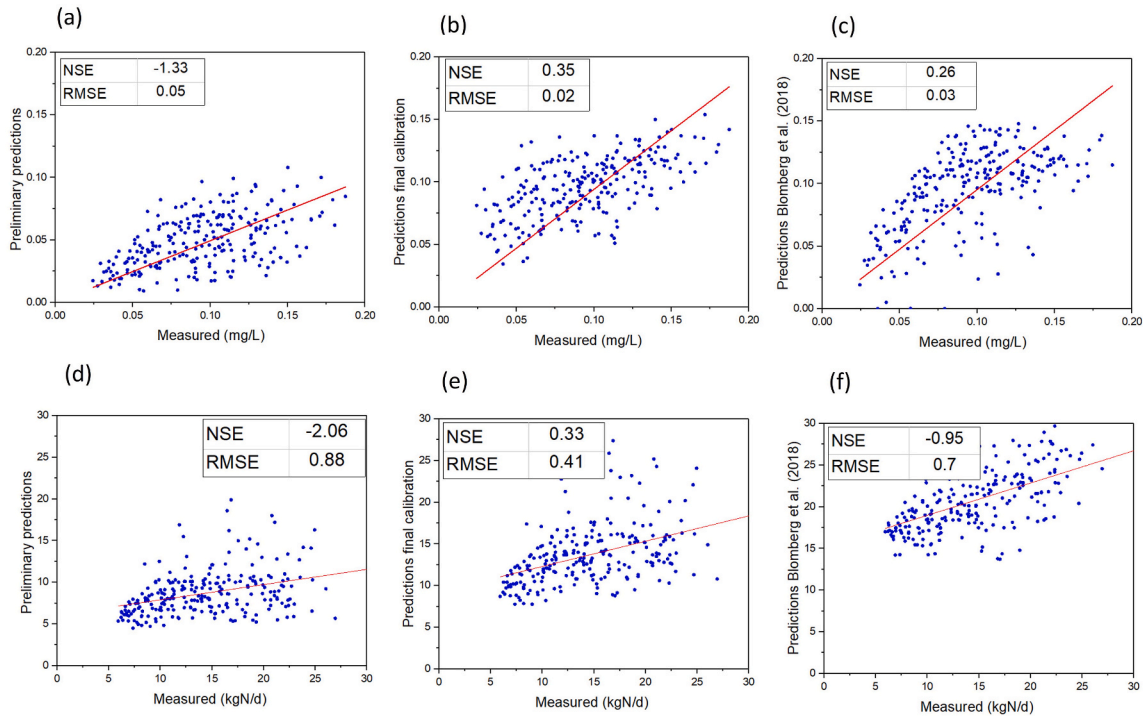 (a)
NSE -1.33
RMSE 0.05
Preliminary predictions
0.20
0.15
0.10
0.05
0.00
0.00 0.05 0.10 0.15 0.20
Measured (mg/L)
(b)
NSE 0.35
RMSE 0.02
Predictions final calibration
0.20
0.15
0.10
0.05
0.00
0.00 0.05 0.10 0.15 0.20
Measured (mg/L)
(c)
NSE 0.26
RMSE 0.03
Predictions Blomberg et al. (2018)
0.20
0.15
0.10
0.05
0.00
0.00 0.05 0.10 0.15 0.20
Measured (mg/L)
(d)
NSE -2.06
RMSE 0.88
Preliminary predictions
30
25
20
15
10
5
0
0 5 10 15 20 25 30
Measured (kgN/d)
(e)
NSE 0.33
RMSE 0.41
Predictions final calibration
30
25
20
15
10
5
0
0 5 10 15 20 25 30
Measured (kgN/d)
(f)
NSE -0.95
RMSE 0.7
Predictions Blomberg et al. (2018)
30
25
20
15
10
5
0
0 5 10 15 20 25 30
Measured (kgN/d)